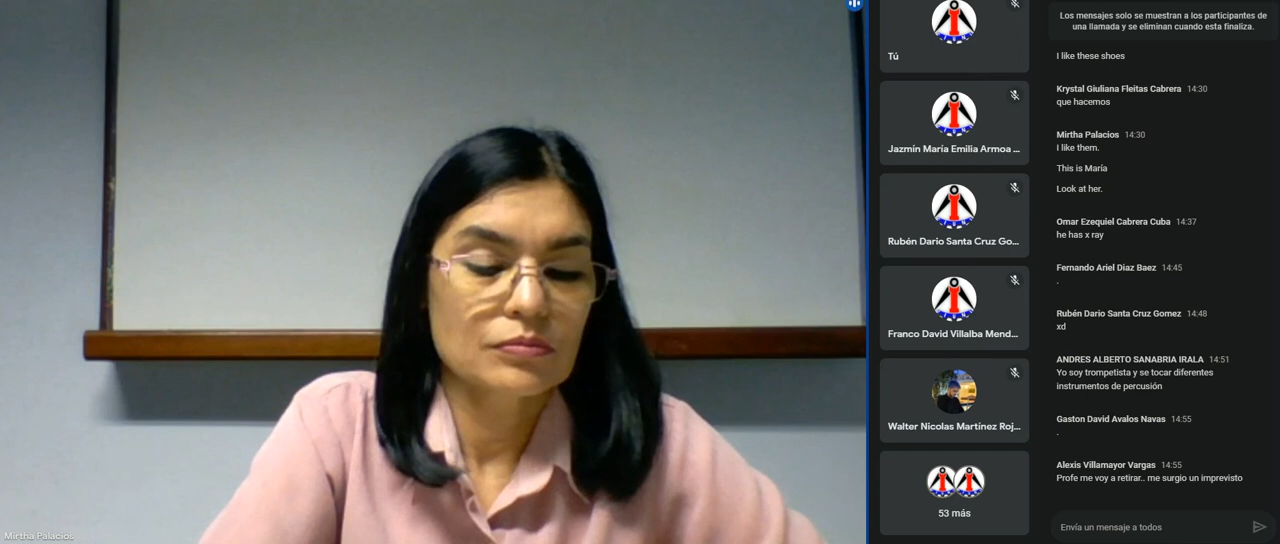 Mirtha Palacios
Tú
Jazmín María Emilia Armoa ...
Rubén Dario Santa Cruz Go...
Franco David Villalba Mend...
Walter Nicolas Martínez Roj...
53 más
Los mensajes solo se muestran a los participantes de
una llamada y se eliminan cuando esta finaliza.
I like these shoes
Krystal Giuliana Fleitas Cabrera 14:30
que hacemos
Mirtha Palacios 14:30
I like them.
This is María
Look at her.
Omar Ezequiel Cabrera Cuba 14:37
he has x ray
Fernando Ariel Diaz Baez 14:45
.
Rubén Dario Santa Cruz Gomez 14:48
xd
ANDRES ALBERTO SANABRIA IRALA 14:51
Yo soy trompetista y se tocar diferentes
instrumentos de percusión
Gaston David Avalos Navas 14:55
.
Alexis Villamayor Vargas 14:55
Profe me voy a retirar.. me surgio un imprevisto
Envía un mensaje a todos